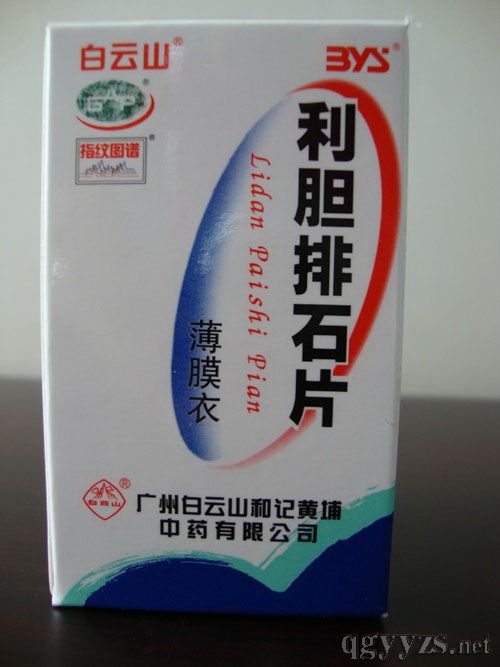 白云山®
BYS®
GAP®
指纹图谱®
利胆排石片
Lidan Paishi Pian
薄膜衣
白云山®
广州白云山和记黄埔
中药有限公司
qgyyzs.net